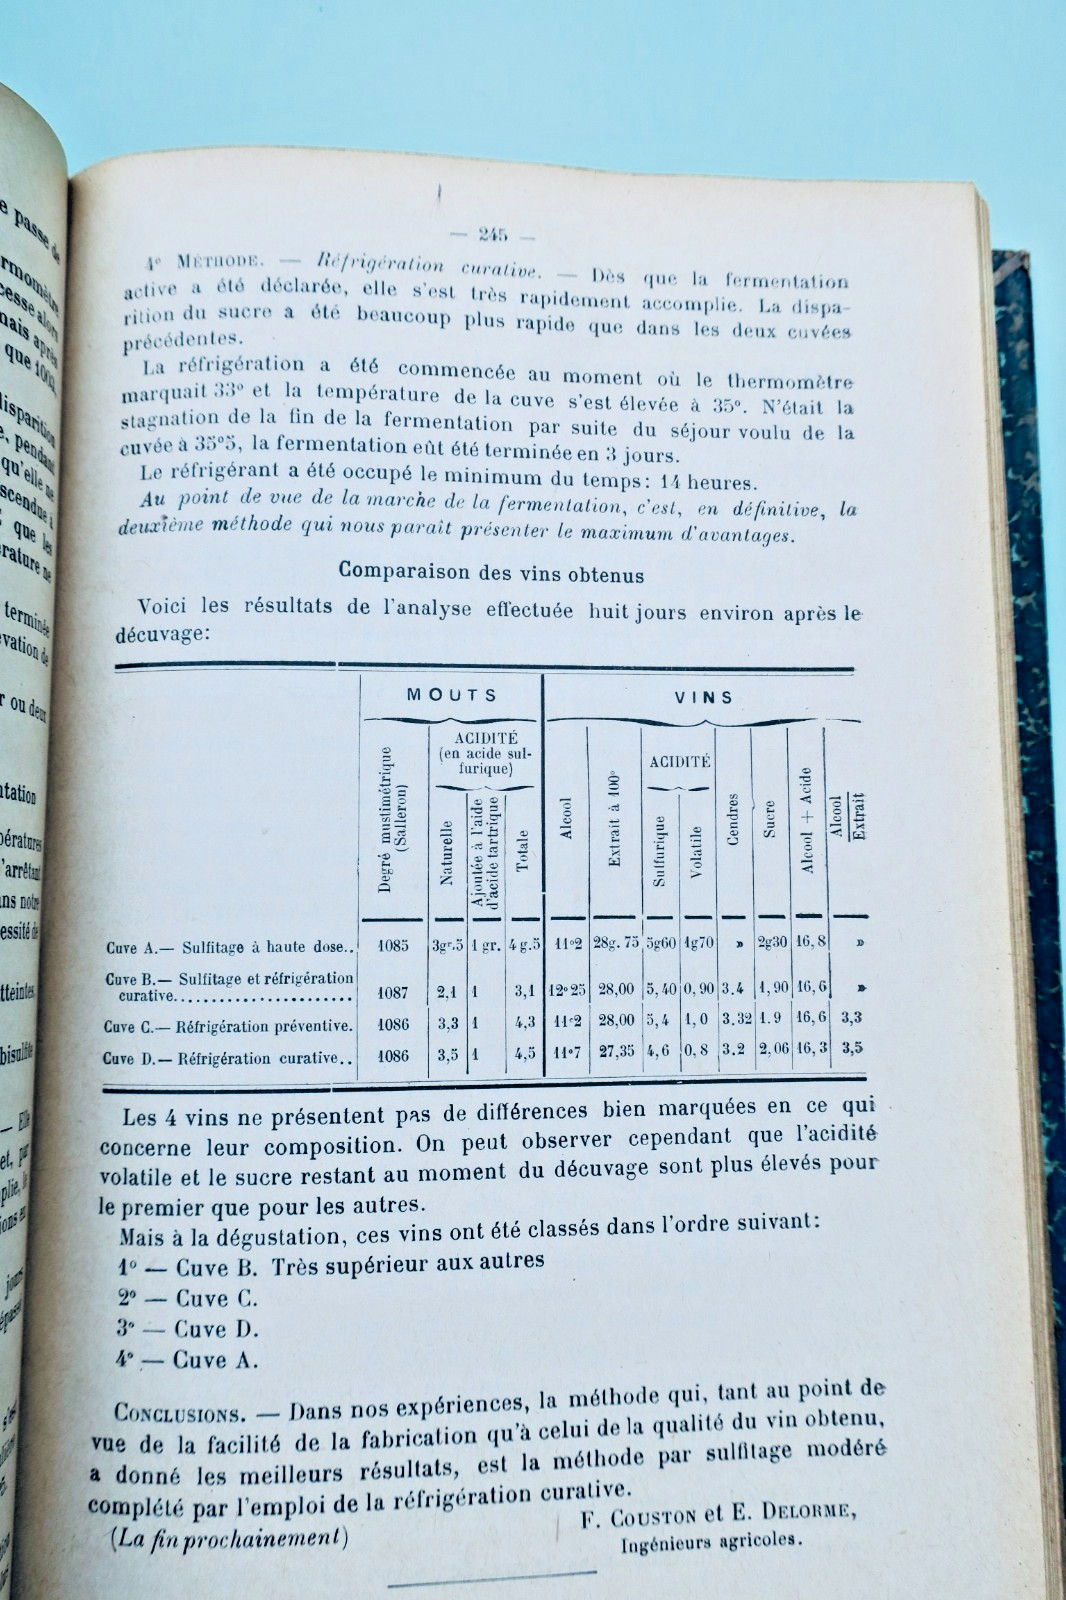 — 245 —
4e MÉTHODE. — Réfrigération curative. — Dès que la fermentation
active a été déclarée, elle s'est très rapidement accomplie. La dispa-
rition du sucre a été beaucoup plus rapide que dans les deux cuvées
précédentes.
La réfrigération a été commencée au moment où le thermomètre
marquait 33° et la température de la cuve s'est élevée à 35°. N'était la
stagnation de la fin de la fermentation par suite du séjour voulu de la
cuvée à 35°5, la fermentation eût été terminée en 3 jours.
Le réfrigérant a été occupé le minimum du temps: 14 heures.
Au point de vue de la marche de la fermentation, c'est, en définitive, la
deuxième méthode qui nous paraît présenter le maximum d'avantages.
Comparaison des vins obtenus
Voici les résultats de l'analyse effectuée huit jours environ après le
décuvage:
MOUTS VINS
Degré mustimétrique (Salleron)
ACIDITÉ
(en acide sul-
furique)
Naturelle
Ajoutée à l'aide d'acide tartrique
Totale
Alcool
Extrait à 100°
ACIDITÉ
Sulfurique
Volatile
Cendres
Sucre
Alcool + Acide
Alcool
Extrait
Cuve A.— Sulfitage à haute dose.. 1085 3gr.5 1 gr. 4g.5 11°2 28g.75 5g60 1g70 » 2g30 16,8 »
Cuve B.— Sulfitage et réfrigération
curative....................... 1087 2,1 1 3,1 12°25 28,00 5,40 0,90 3.4 1,90 16,6 »
Cuve C.— Réfrigération préventive. 1086 3,3 1 4,3 11°2 28,00 5,4 1,0 3.32 1.9 16,6 3,3
Cuve D.— Réfrigération curative.. 1086 3,5 1 4,5 11°7 27,35 4,6 0,8 3.2 2,06 16,3 3,5
Les 4 vins ne présentent pas de différences bien marquées en ce qui
concerne leur composition. On peut observer cependant que l'acidité
volatile et le sucre restant au moment du décuvage sont plus élevés pour
le premier que pour les autres.
Mais à la dégustation, ces vins ont été classés dans l'ordre suivant:
1° — Cuve B. Très supérieur aux autres
2° — Cuve C.
3° — Cuve D.
4° — Cuve A.
CONCLUSIONS. — Dans nos expériences, la méthode qui, tant au point de
vue de la facilité de la fabrication qu'à celui de la qualité du vin obtenu,
a donné les meilleurs résultats, est la méthode par sulfitage modéré
complété par l'emploi de la réfrigération curative.
F. COUSTON et E. DELORME,
(La fin prochainement)
Ingénieurs agricoles.